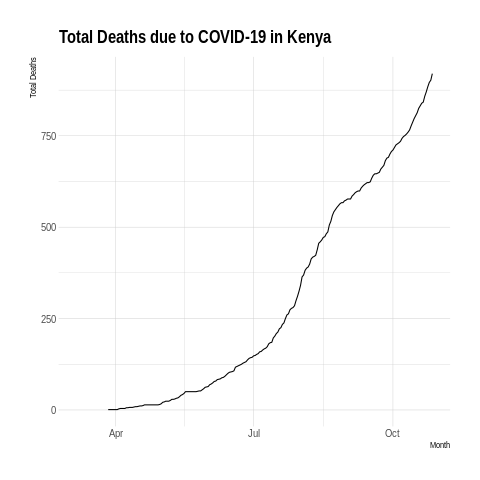 Total Deaths due to COVID-19 in Kenya
Total Deaths
750
500
250
0
Apr Jul Oct
Month